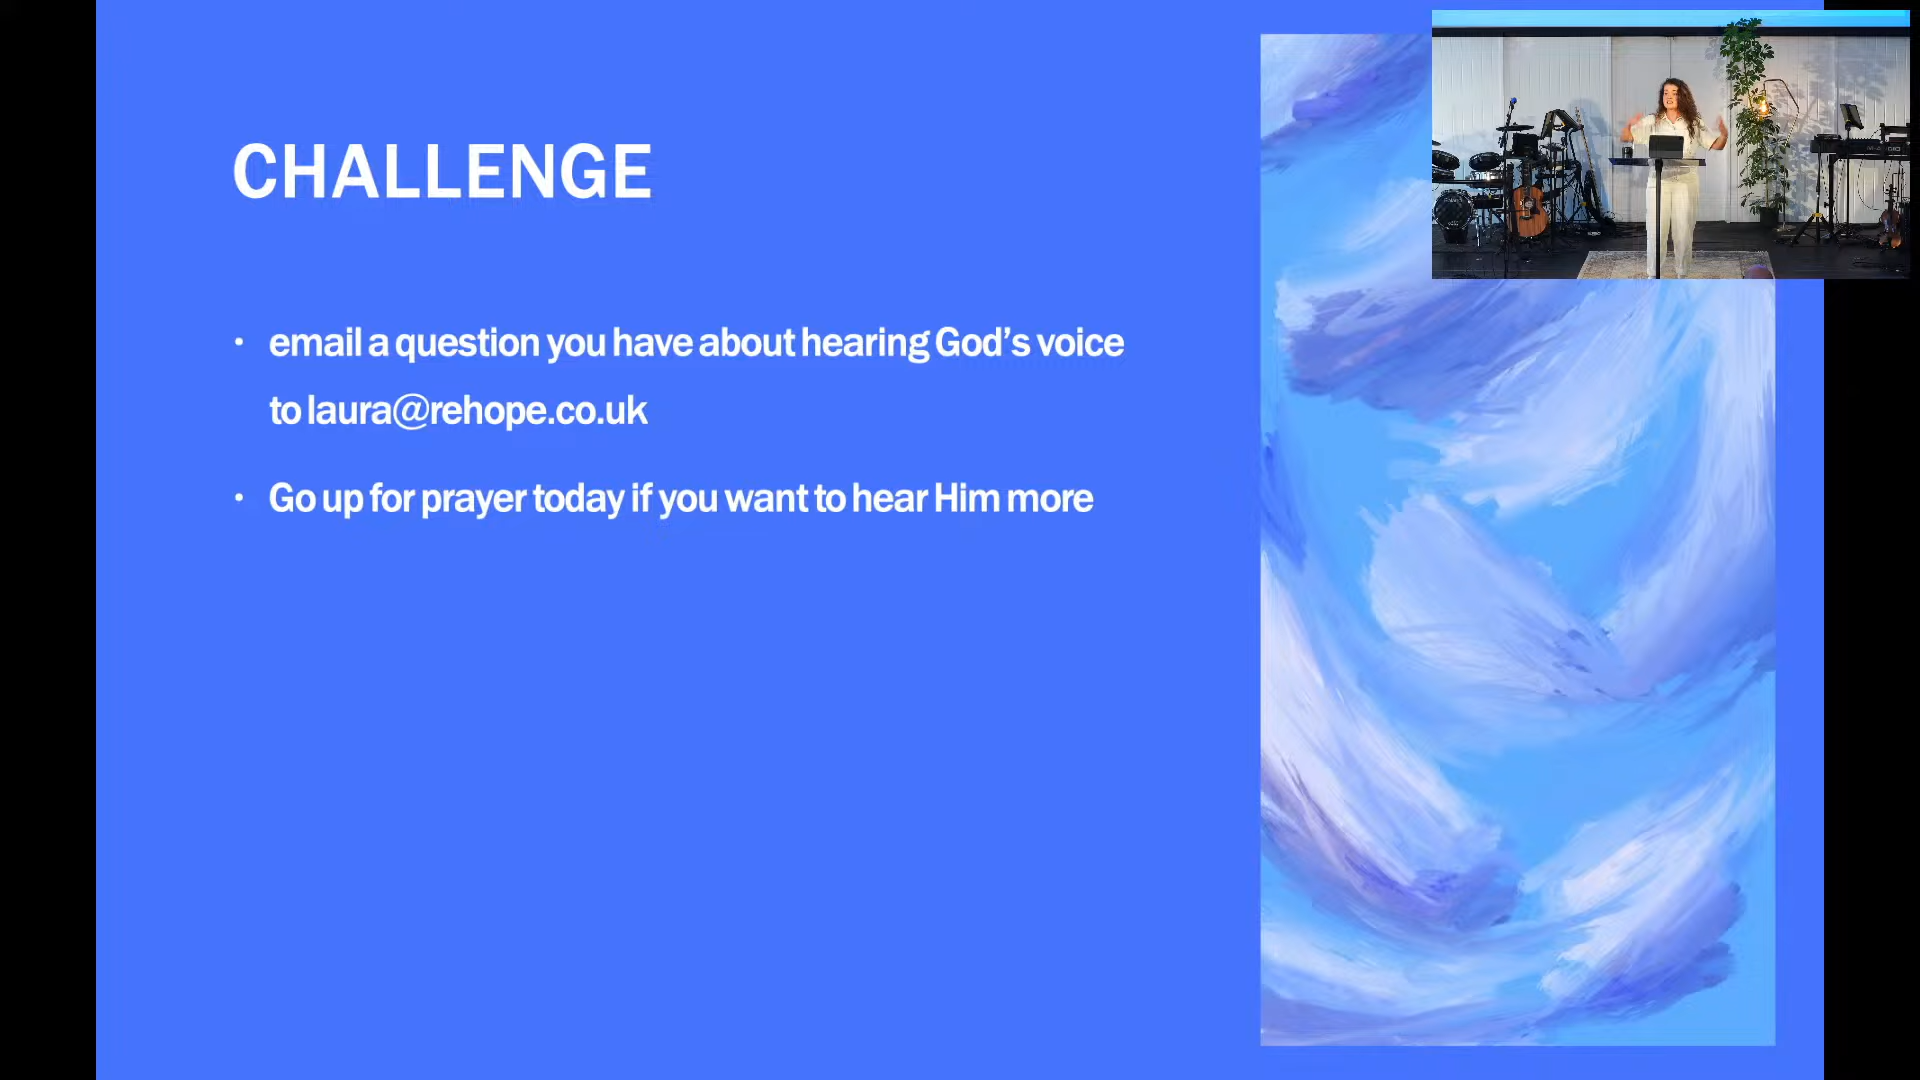 CHALLENGE
• email a question you have about hearing God’s voice
to laura@rehope.co.uk
• Go up for prayer today if you want to hear Him more